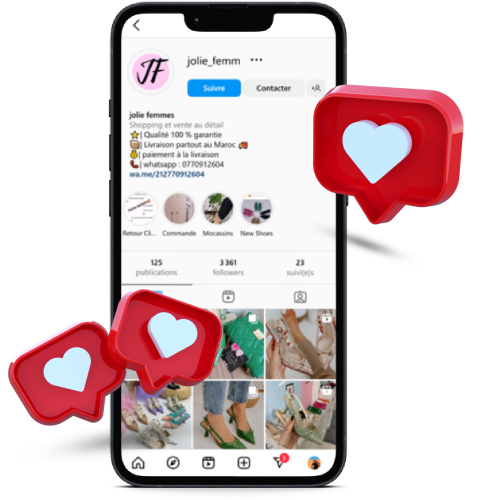 jolie_femm ...
JF
Suivre
Contacter
jolie femmes
Shopping et vente au détail
⭐| Qualité 100 % garantie
📦| Livraison partout au Maroc 🚚
💰| paiement à la livraison
📞| whatsapp : 0770912604
wa.me/212770912604
Retour Cli... Commande Mocassins New Shoes
125 3 361 23
publications followers suivi(e)s
1